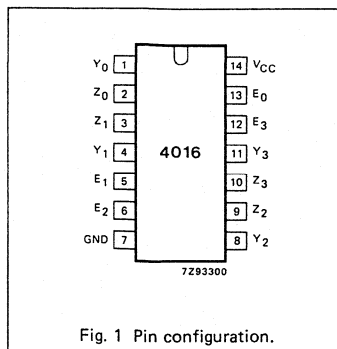 Y0 1 14 VCC
Z0 2 13 E0
Z1 3 12 E3
Y1 4 4016 11 Y3
E1 5 10 Z3
E2 6 9 Z2
GND 7 8 Y2
7Z93300
Fig. 1 Pin configuration.